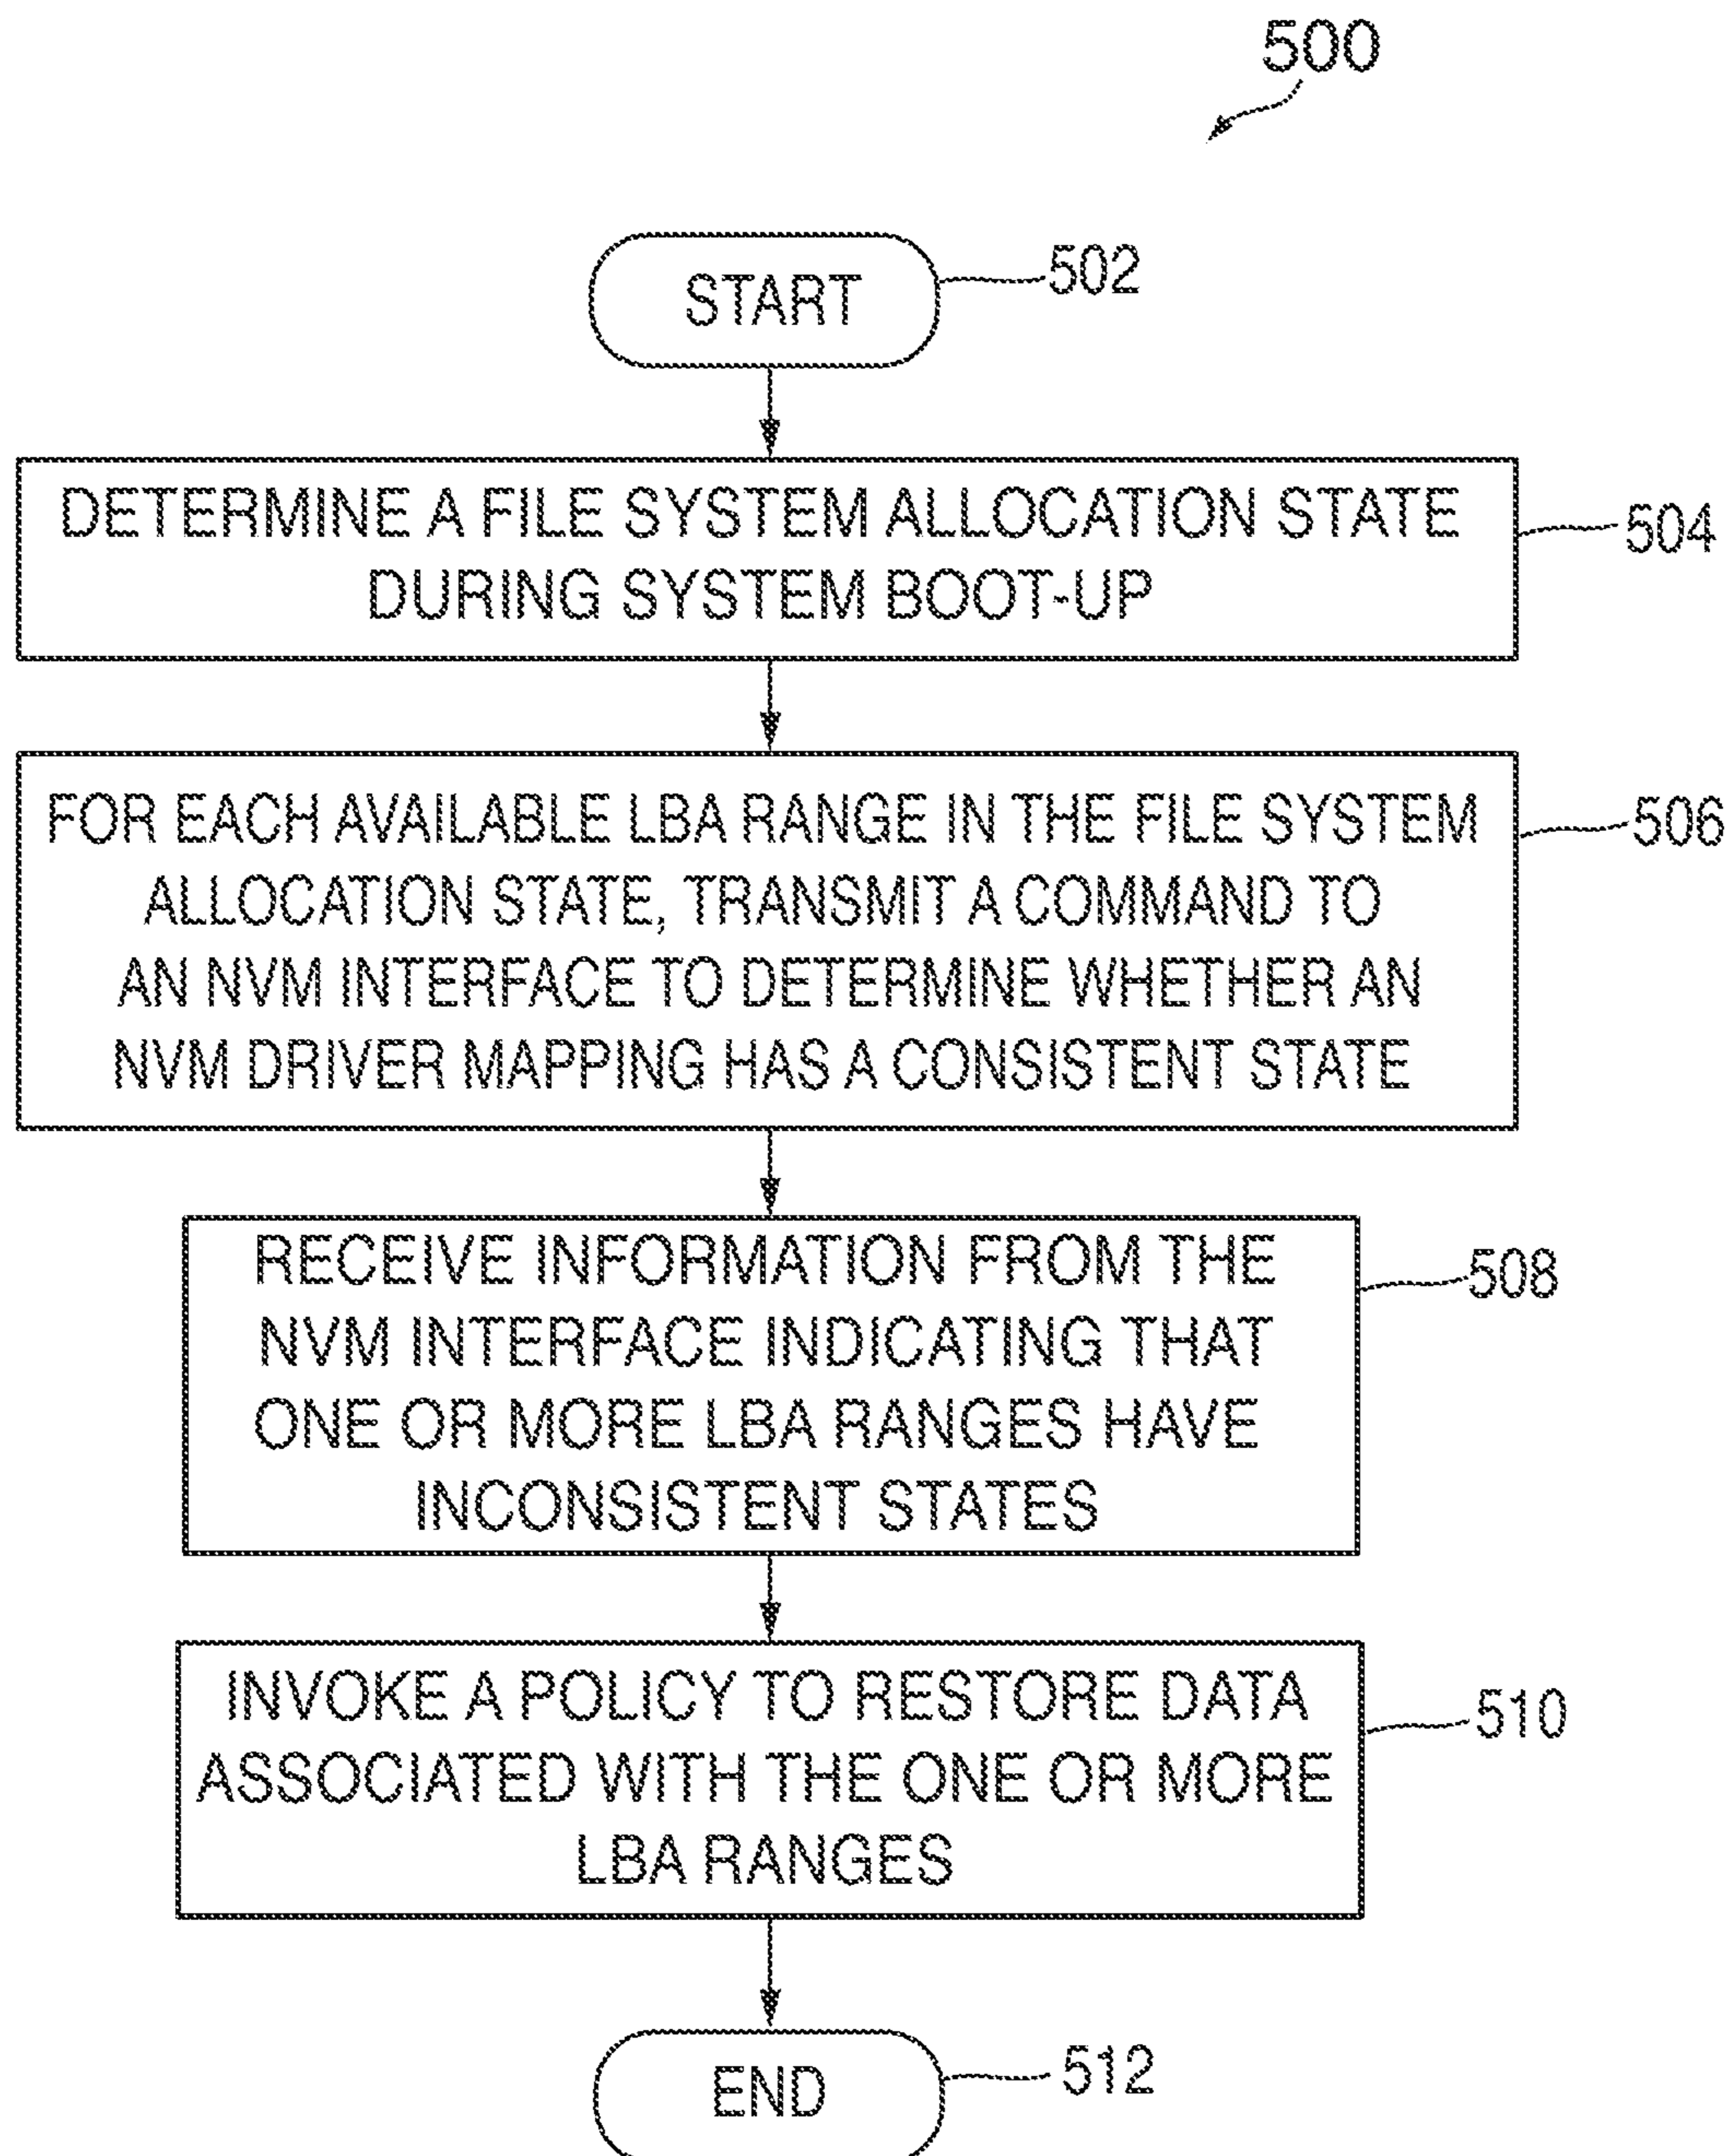 500
START
502
DETERMINE A FILE SYSTEM ALLOCATION STATE
DURING SYSTEM BOOT-UP
504
FOR EACH AVAILABLE LBA RANGE IN THE FILE SYSTEM
ALLOCATION STATE, TRANSMIT A COMMAND TO
AN NVM INTERFACE TO DETERMINE WHETHER AN
NVM DRIVER MAPPING HAS A CONSISTENT STATE
506
RECEIVE INFORMATION FROM THE
NVM INTERFACE INDICATING THAT
ONE OR MORE LBA RANGES HAVE
INCONSISTENT STATES
508
INVOKE A POLICY TO RESTORE DATA
ASSOCIATED WITH THE ONE OR MORE
LBA RANGES
510
END
512